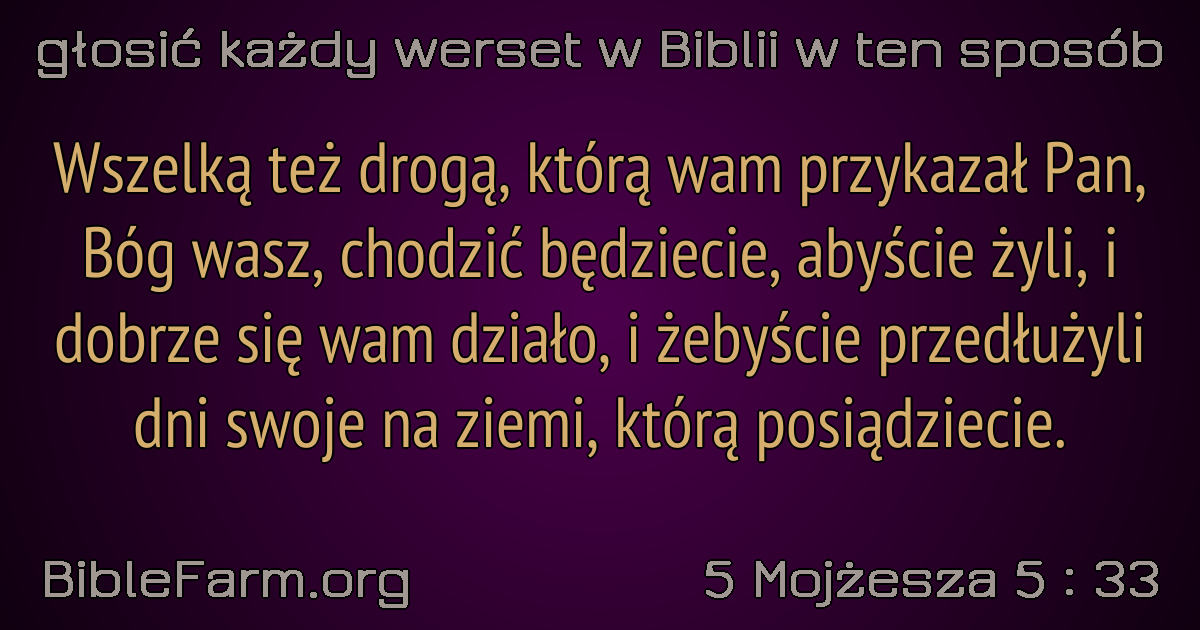 głosić każdy werset w Biblii w ten sposób
Wszelką też drogą, którą wam przykazał Pan,
Bóg wasz, chodzić będziecie, abyście żyli, i
dobrze się wam działo, i żebyście przedłużyli
dni swoje na ziemi, którą posiądziecie.
BibleFarm.org
5 Mojżesza 5 : 33